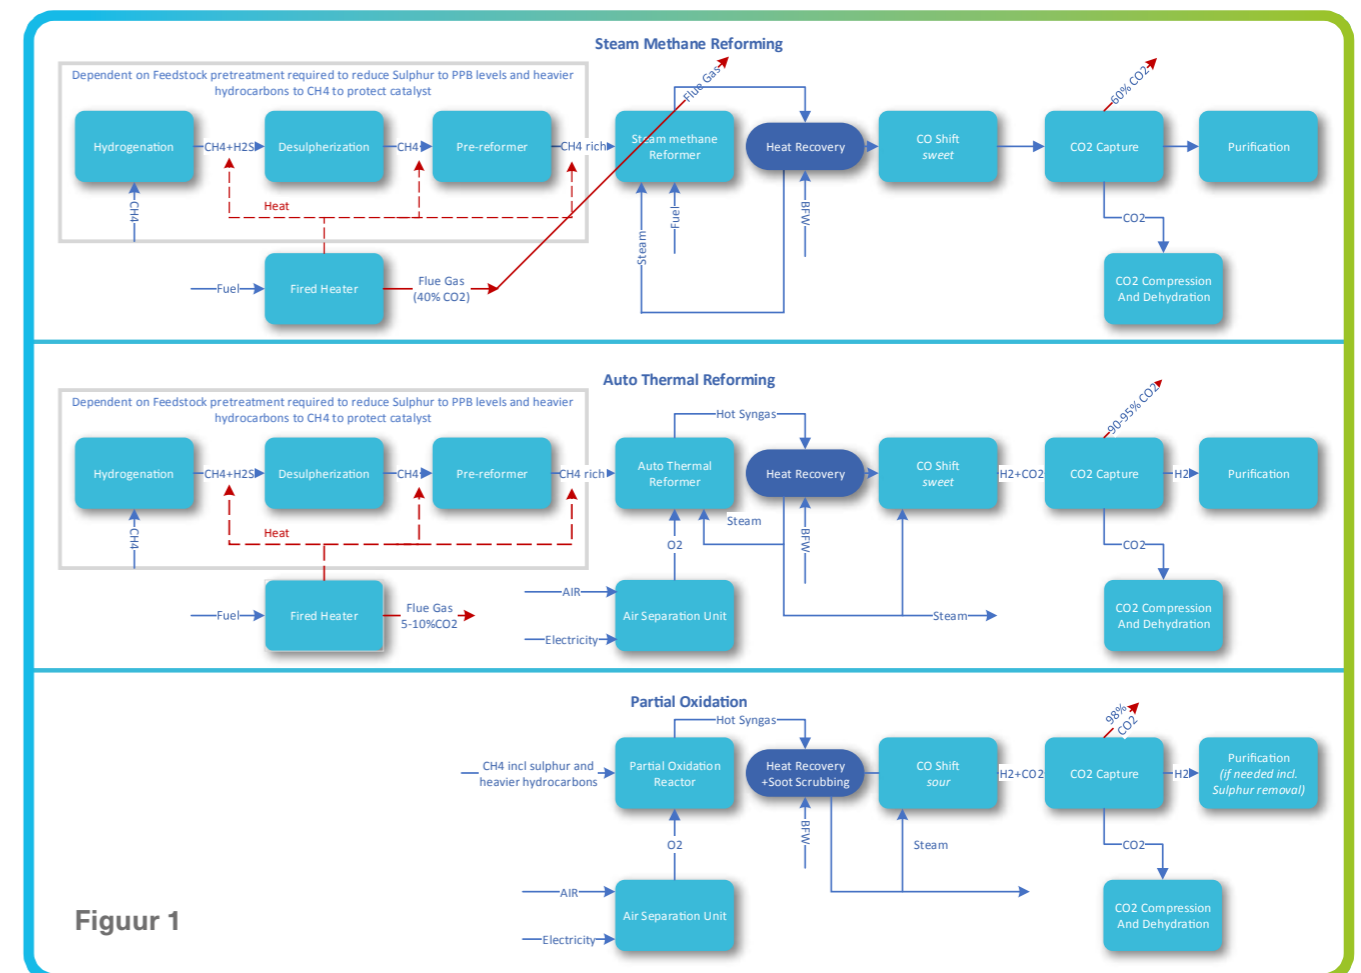 Steam Methane Reforming
Dependent on Feedstock pretreatment required to reduce Sulphur to PPB levels and heavier
hydrocarbons to CH4 to protect catalyst
Hydrogenation
CH4+H2S
Desulpherization
CH4
Pre-reformer
CH4 rich
Steam methane
Reformer
Flue Gas
Heat Recovery
CO Shift
sweet
CO2 Capture
60% CO2
Purification
CH4
Heat
Steam
Fuel
BFW
CO2
Fuel
Fired Heater
Flue Gas
(40% CO2)
CO2 Compression
And Dehydration
Auto Thermal Reforming
Dependent on Feedstock pretreatment required to reduce Sulphur to PPB levels and heavier
hydrocarbons to CH4 to protect catalyst
Hydrogenation
CH4+H2S
Desulpherization
CH4
Pre-reformer
CH4 rich
Auto Thermal
Reformer
Hot Syngas
Heat Recovery
CO Shift
sweet
H2+CO2
CO2 Capture
90-95% CO2
H2
Purification
CH4
Heat
O2
Steam
BFW
CO2
Fuel
Fired Heater
Flue Gas
5-10%CO2
AIR
Electricity
Air Separation Unit
Steam
CO2 Compression
And Dehydration
Partial Oxidation
Hot Syngas
CH4 incl sulphur and
heavier hydrocarbons
Partial Oxidation
Reactor
Heat Recovery
+Soot Scrubbing
CO Shift
sour
H2+CO2
CO2 Capture
98%
CO2
H2
Purification
(if needed incl.
Sulphur removal)
O2
BFW
Steam
CO2
AIR
Electricity
Air Separation Unit
CO2 Compression
And Dehydration
Figuur 1